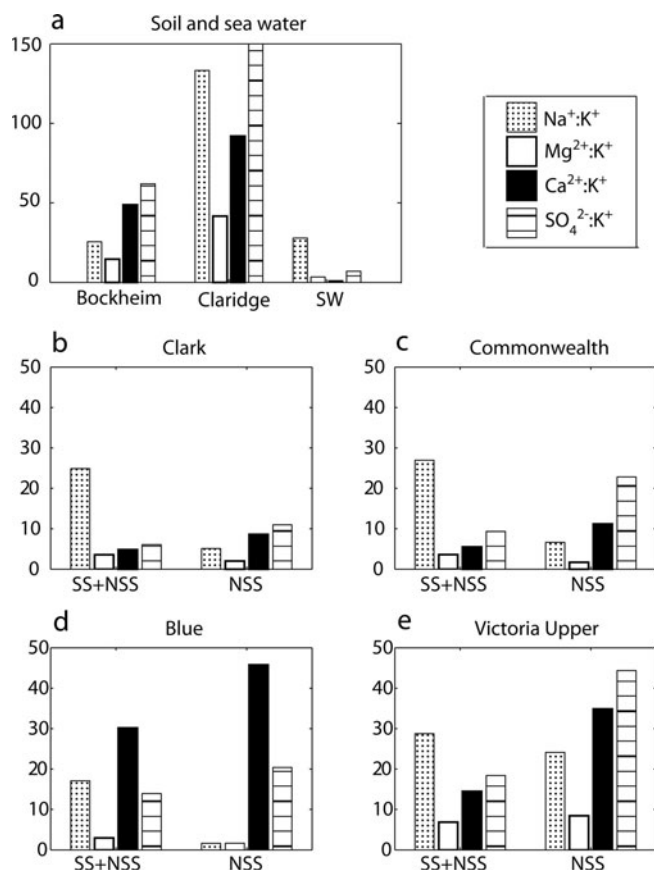 a Soil and sea water
150
100
50
0
Bockheim Claridge SW
Na⁺:K⁺
Mg²⁺:K⁺
Ca²⁺:K⁺
SO₄²⁻:K⁺
b Clark
50
40
30
20
10
0
SS+NSS NSS
c Commonwealth
50
40
30
20
10
0
SS+NSS NSS
d Blue
50
40
30
20
10
0
SS+NSS NSS
e Victoria Upper
50
40
30
20
10
0
SS+NSS NSS